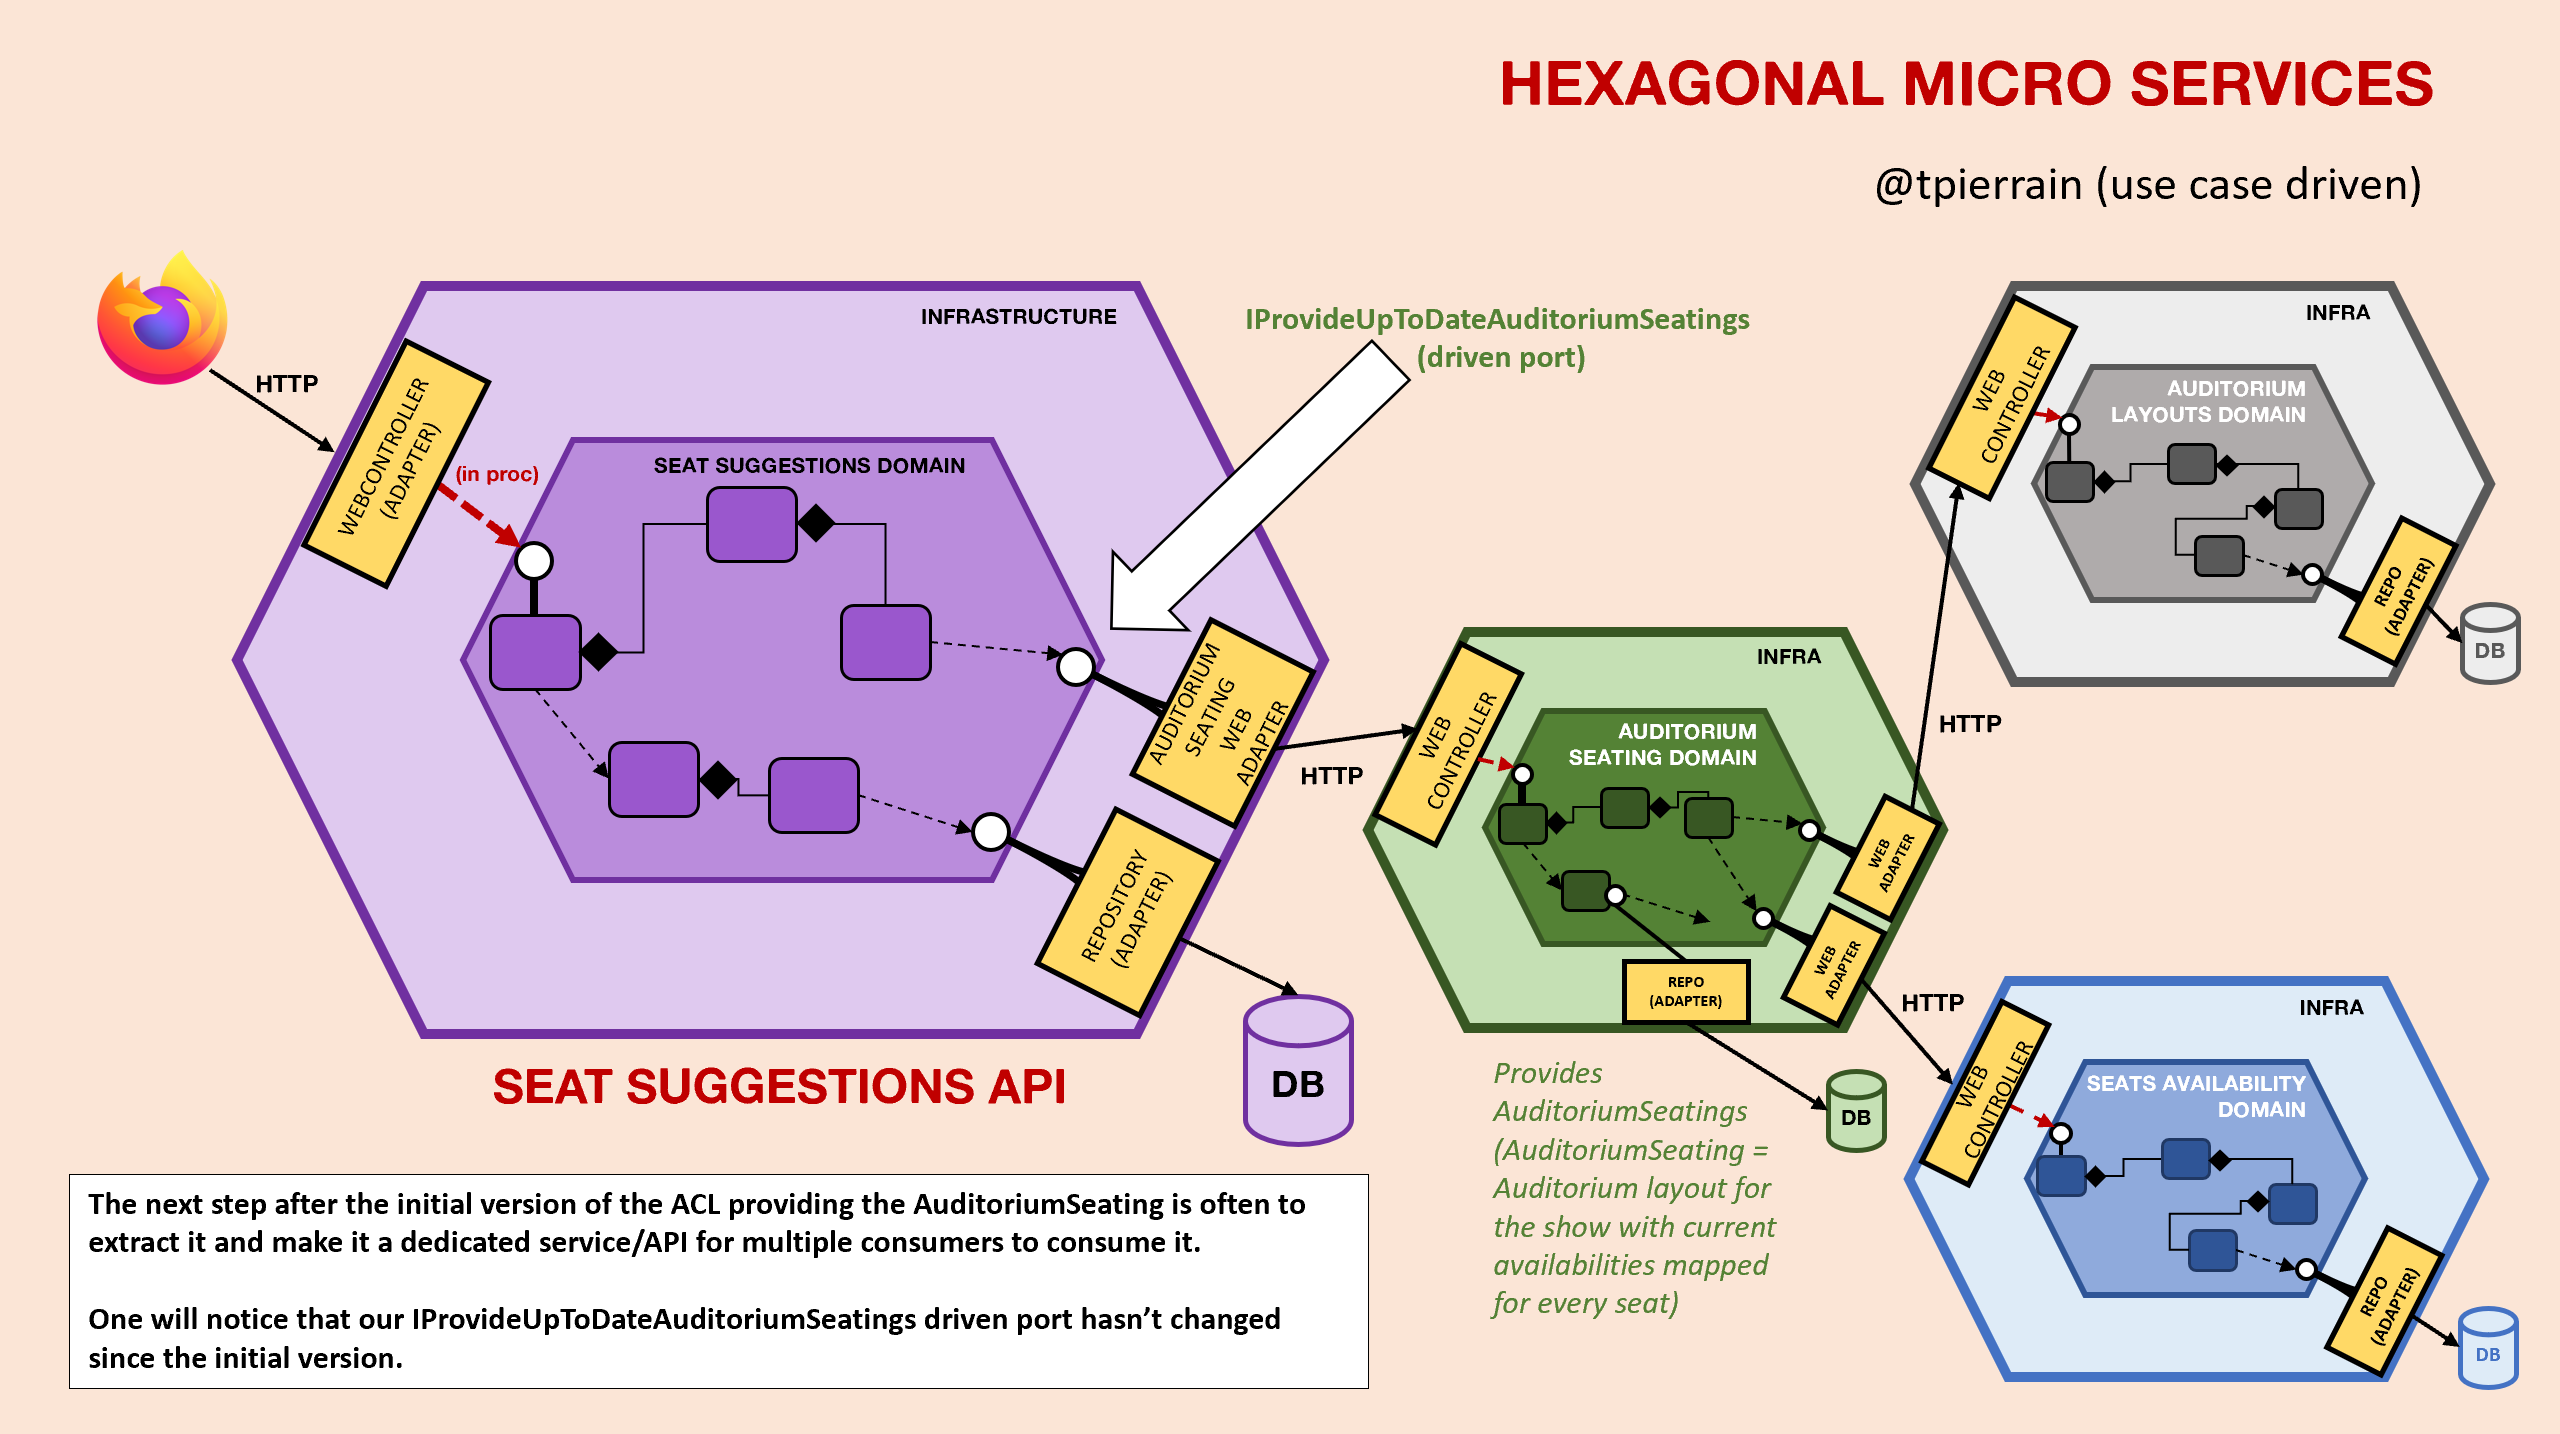 HEXAGONAL MICRO SERVICES
@tpierrain (use case driven)
HTTP
INFRASTRUCTURE
WEBCONTROLLER
(ADAPTER)
(in proc)
SEAT SUGGESTIONS DOMAIN
IProvideUpToDateAuditoriumSeatings
(driven port)
AUDITORIUM
SEATING
WEB
ADAPTER
REPOSITORY
(ADAPTER)
DB
SEAT SUGGESTIONS API
HTTP
INFRA
WEB
CONTROLLER
AUDITORIUM
SEATING DOMAIN
WEB
ADAPTER
WEB
ADAPTER
REPO
(ADAPTER)
DB
HTTP
HTTP
INFRA
WEB
CONTROLLER
AUDITORIUM
LAYOUTS DOMAIN
REPO
(ADAPTER)
DB
INFRA
WEB
CONTROLLER
SEATS AVAILABILITY
DOMAIN
REPO
(ADAPTER)
DB
Provides
AuditoriumSeatings
(AuditoriumSeating =
Auditorium layout for
the show with current
availabilities mapped
for every seat)
The next step after the initial version of the ACL providing the AuditoriumSeating is often to
extract it and make it a dedicated service/API for multiple consumers to consume it.
One will notice that our IProvideUpToDateAuditoriumSeatings driven port hasn't changed
since the initial version.